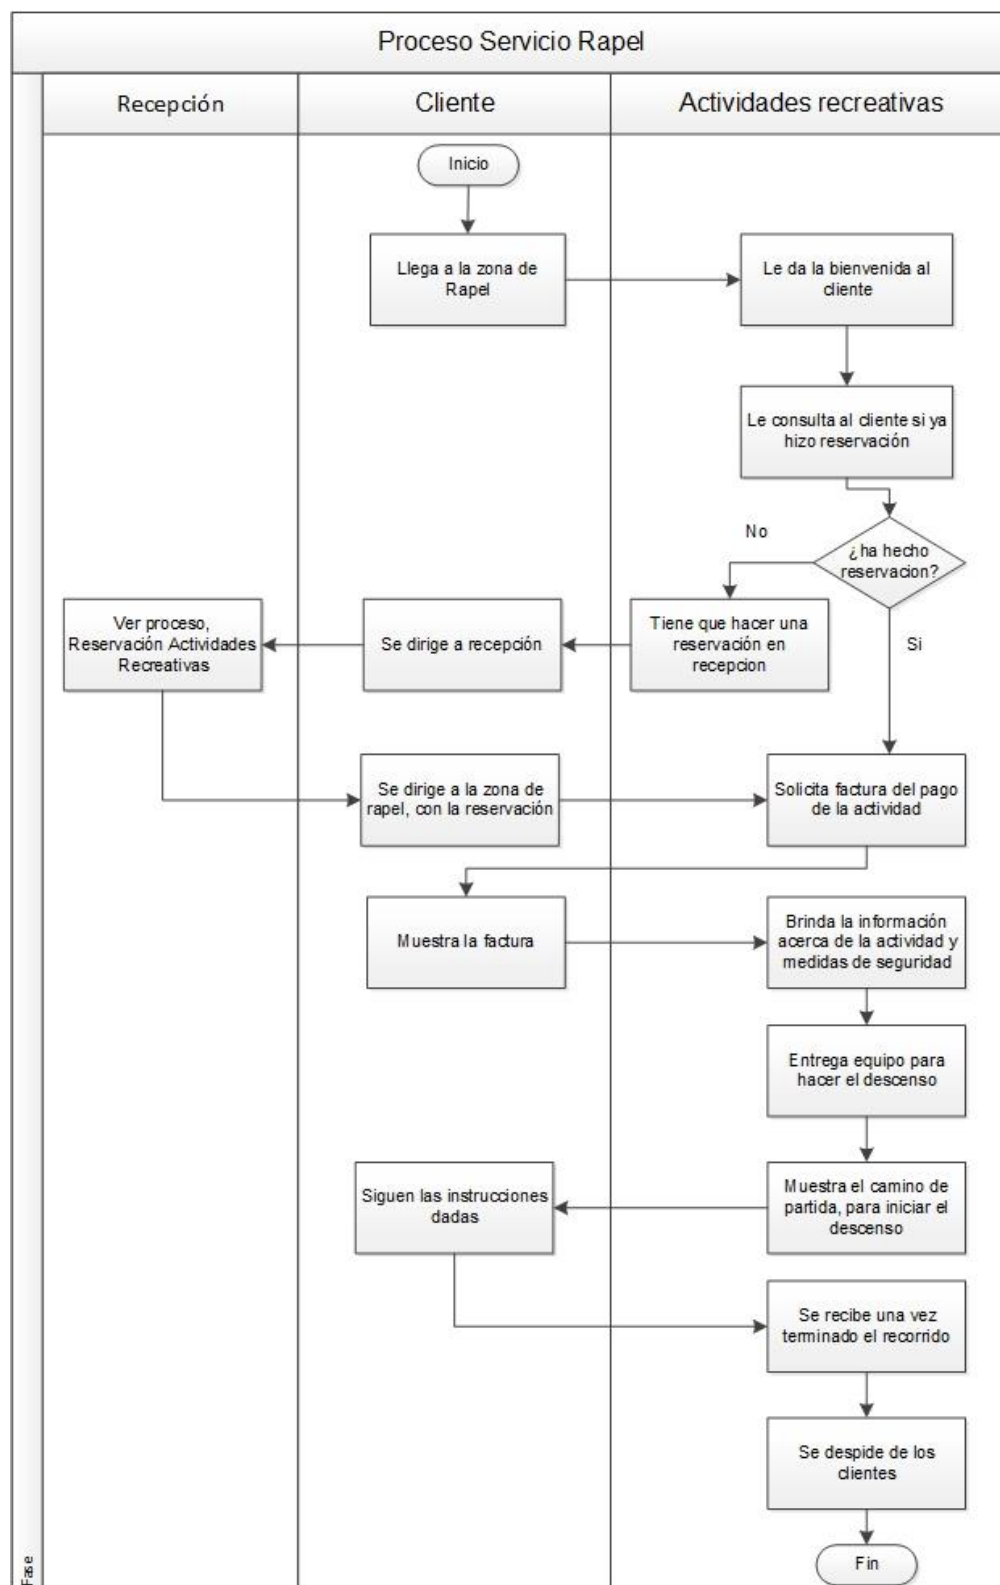 Proceso Servicio Rapel
Recepción
Cliente
Actividades recreativas
Inicio
Llega a la zona de
Rapel
Le da la bienvenida al
cliente
Le consulta al cliente si ya
hizo reservación
¿ha hecho
reservacion?
No
Si
Tiene que hacer una
reservación en
recepcion
Se dirige a recepción
Ver proceso,
Reservación Actividades
Recreativas
Se dirige a la zona de
rapel, con la reservación
Solicita factura del pago
de la actividad
Muestra la factura
Brinda la información
acerca de la actividad y
medidas de seguridad
Entrega equipo para
hacer el descenso
Muestra el camino de
partida, para iniciar el
descenso
Siguen las instrucciones
dadas
Se recibe una vez
terminado el recorrido
Se despide de los
clientes
Fin
Fase